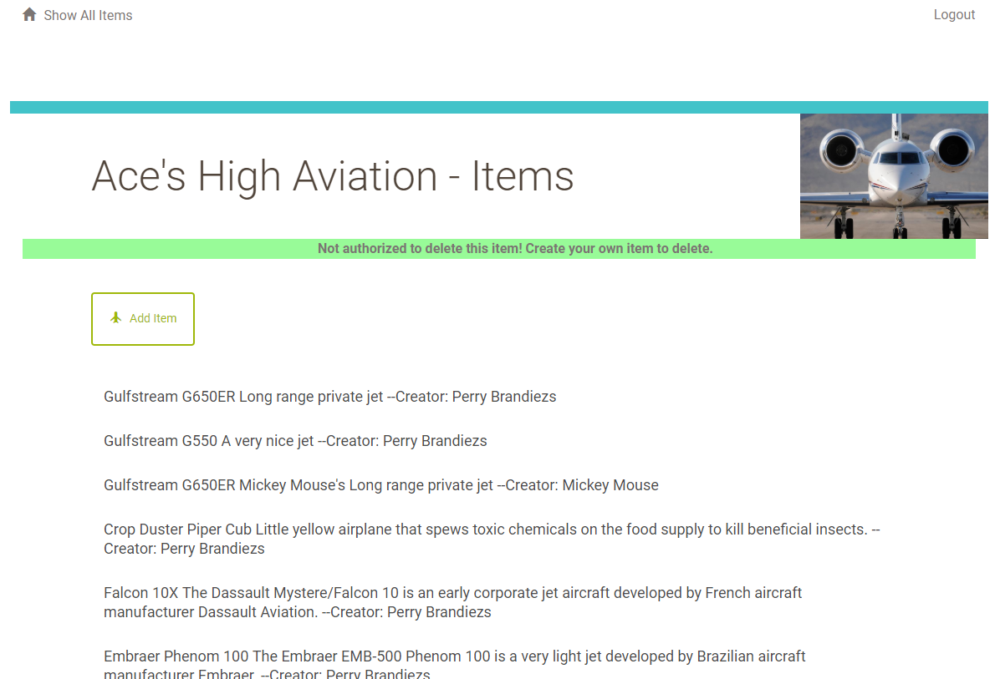 Show All Items
Logout
Ace's High Aviation - Items
Not authorized to delete this item! Create your own item to delete.
Add Item
Gulfstream G650ER Long range private jet --Creator: Perry Brandiezs
Gulfstream G550 A very nice jet --Creator: Perry Brandiezs
Gulfstream G650ER Mickey Mouse's Long range private jet --Creator: Mickey Mouse
Crop Duster Piper Cub Little yellow airplane that spews toxic chemicals on the food supply to kill beneficial insects. --
Creator: Perry Brandiezs
Falcon 10X The Dassault Mystere/Falcon 10 is an early corporate jet aircraft developed by French aircraft
manufacturer Dassault Aviation. --Creator: Perry Brandiezs
Embraer Phenom 100 The Embraer EMB-500 Phenom 100 is a very light jet developed by Brazilian aircraft
manufacturer Embraer. --Creator: Perry Brandiezs